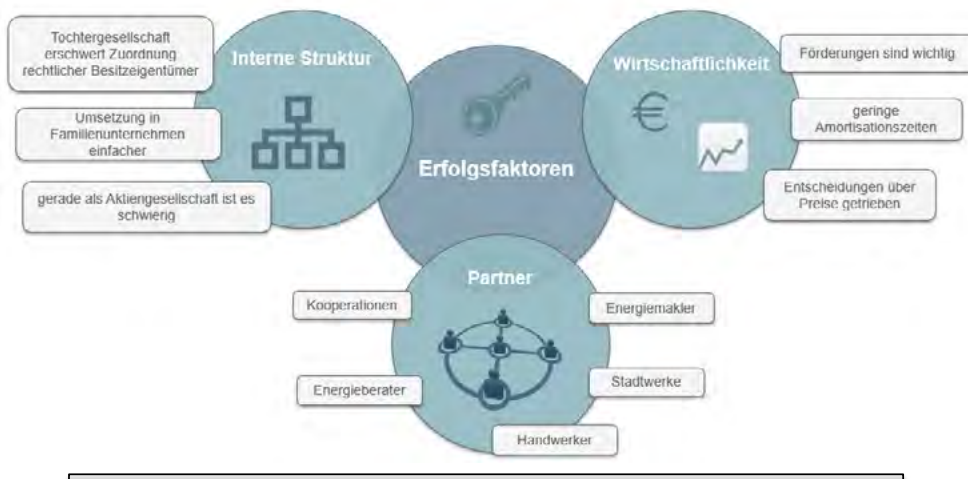 Tochtergesellschaft
erschwert Zuordnung
rechtlicher Besitzeigentümer
Umsetzung in
Familienunternehmen
einfacher
gerade als Aktiengesellschaft ist es
schwierig
Interne Struktur
Erfolgsfaktoren
Wirtschaftlichkeit
€
Förderungen sind wichtig
geringe
Amortisationszeiten
Entscheidungen über
Preise getrieben
Partner
Kooperationen
Energiemakler
Energieberater
Stadtwerke
Handwerker